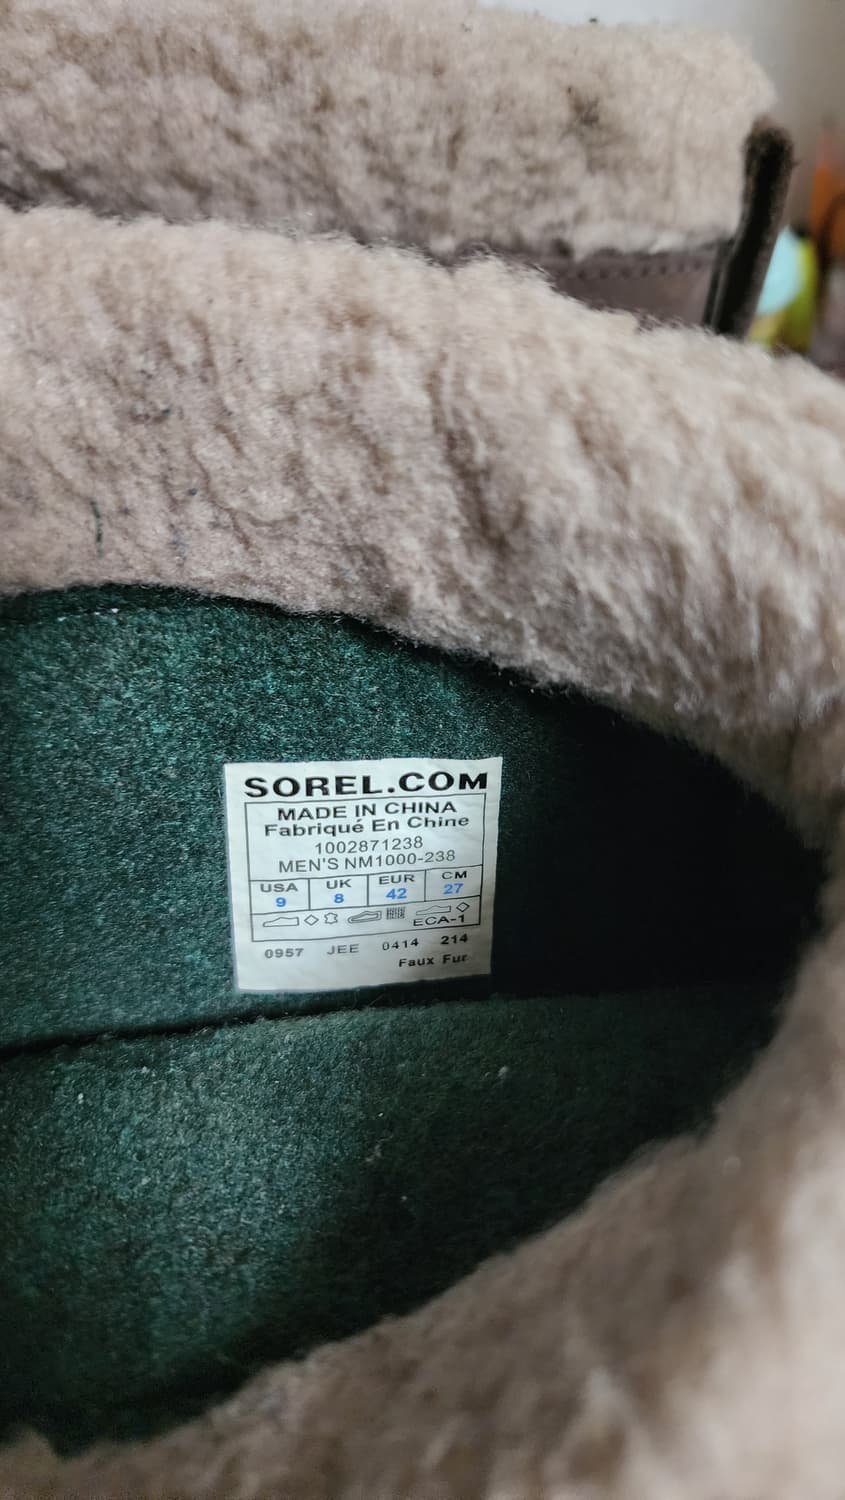 SOREL.COM
MADE IN CHINA
Fabriqué En Chine
1002871238
MEN'S NM1000-238
USA UK EUR CM
9 8 42 27
ECA-1
0957 JEE 0414 214
Faux Fur